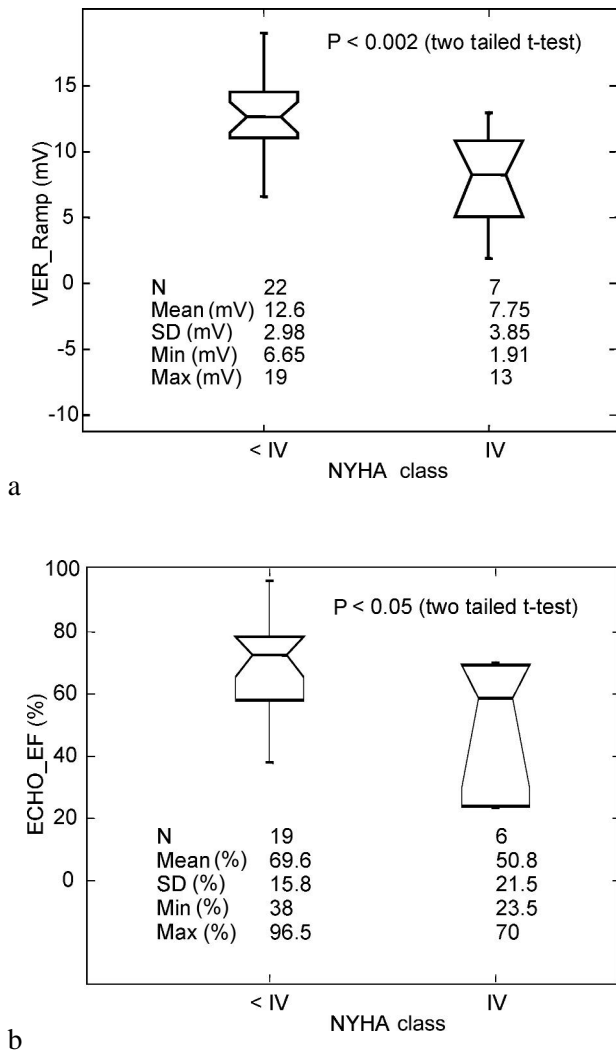 P < 0.002 (two tailed t-test)
15
10
5
0
-5
-10
VER_Ramp (mV)
N 22 7
Mean (mV) 12.6 7.75
SD (mV) 2.98 3.85
Min (mV) 6.65 1.91
Max (mV) 19 13
< IV IV
NYHA class
a
100
P < 0.05 (two tailed t-test)
80
60
40
20
0
ECHO_EF (%)
N 19 6
Mean (%) 69.6 50.8
SD (%) 15.8 21.5
Min (%) 38 23.5
Max (%) 96.5 70
< IV IV
NYHA class
b